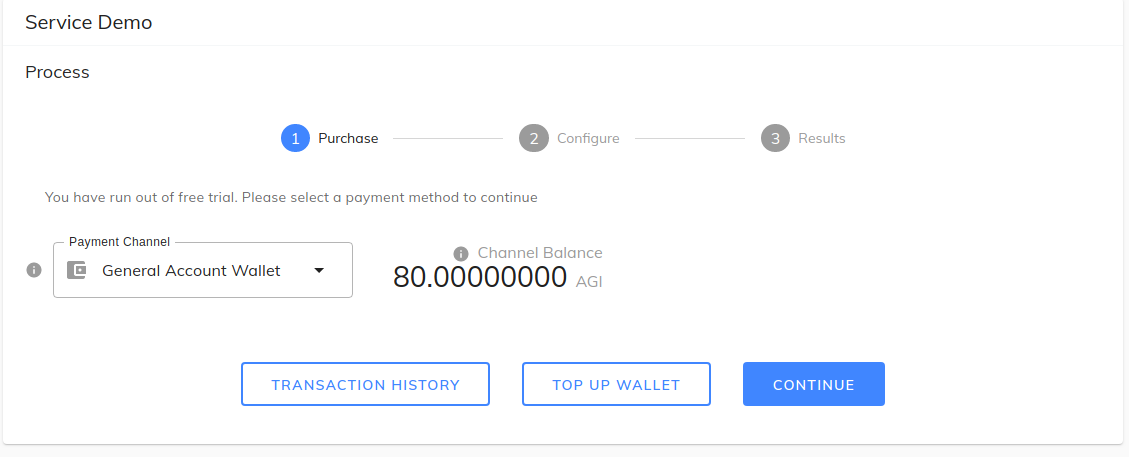 Service Demo
Process
1 Purchase 2 Configure 3 Results
You have run out of free trial. Please select a payment method to continue
Payment Channel
General Account Wallet
Channel Balance
80.00000000 AGI
TRANSACTION HISTORY TOP UP WALLET CONTINUE